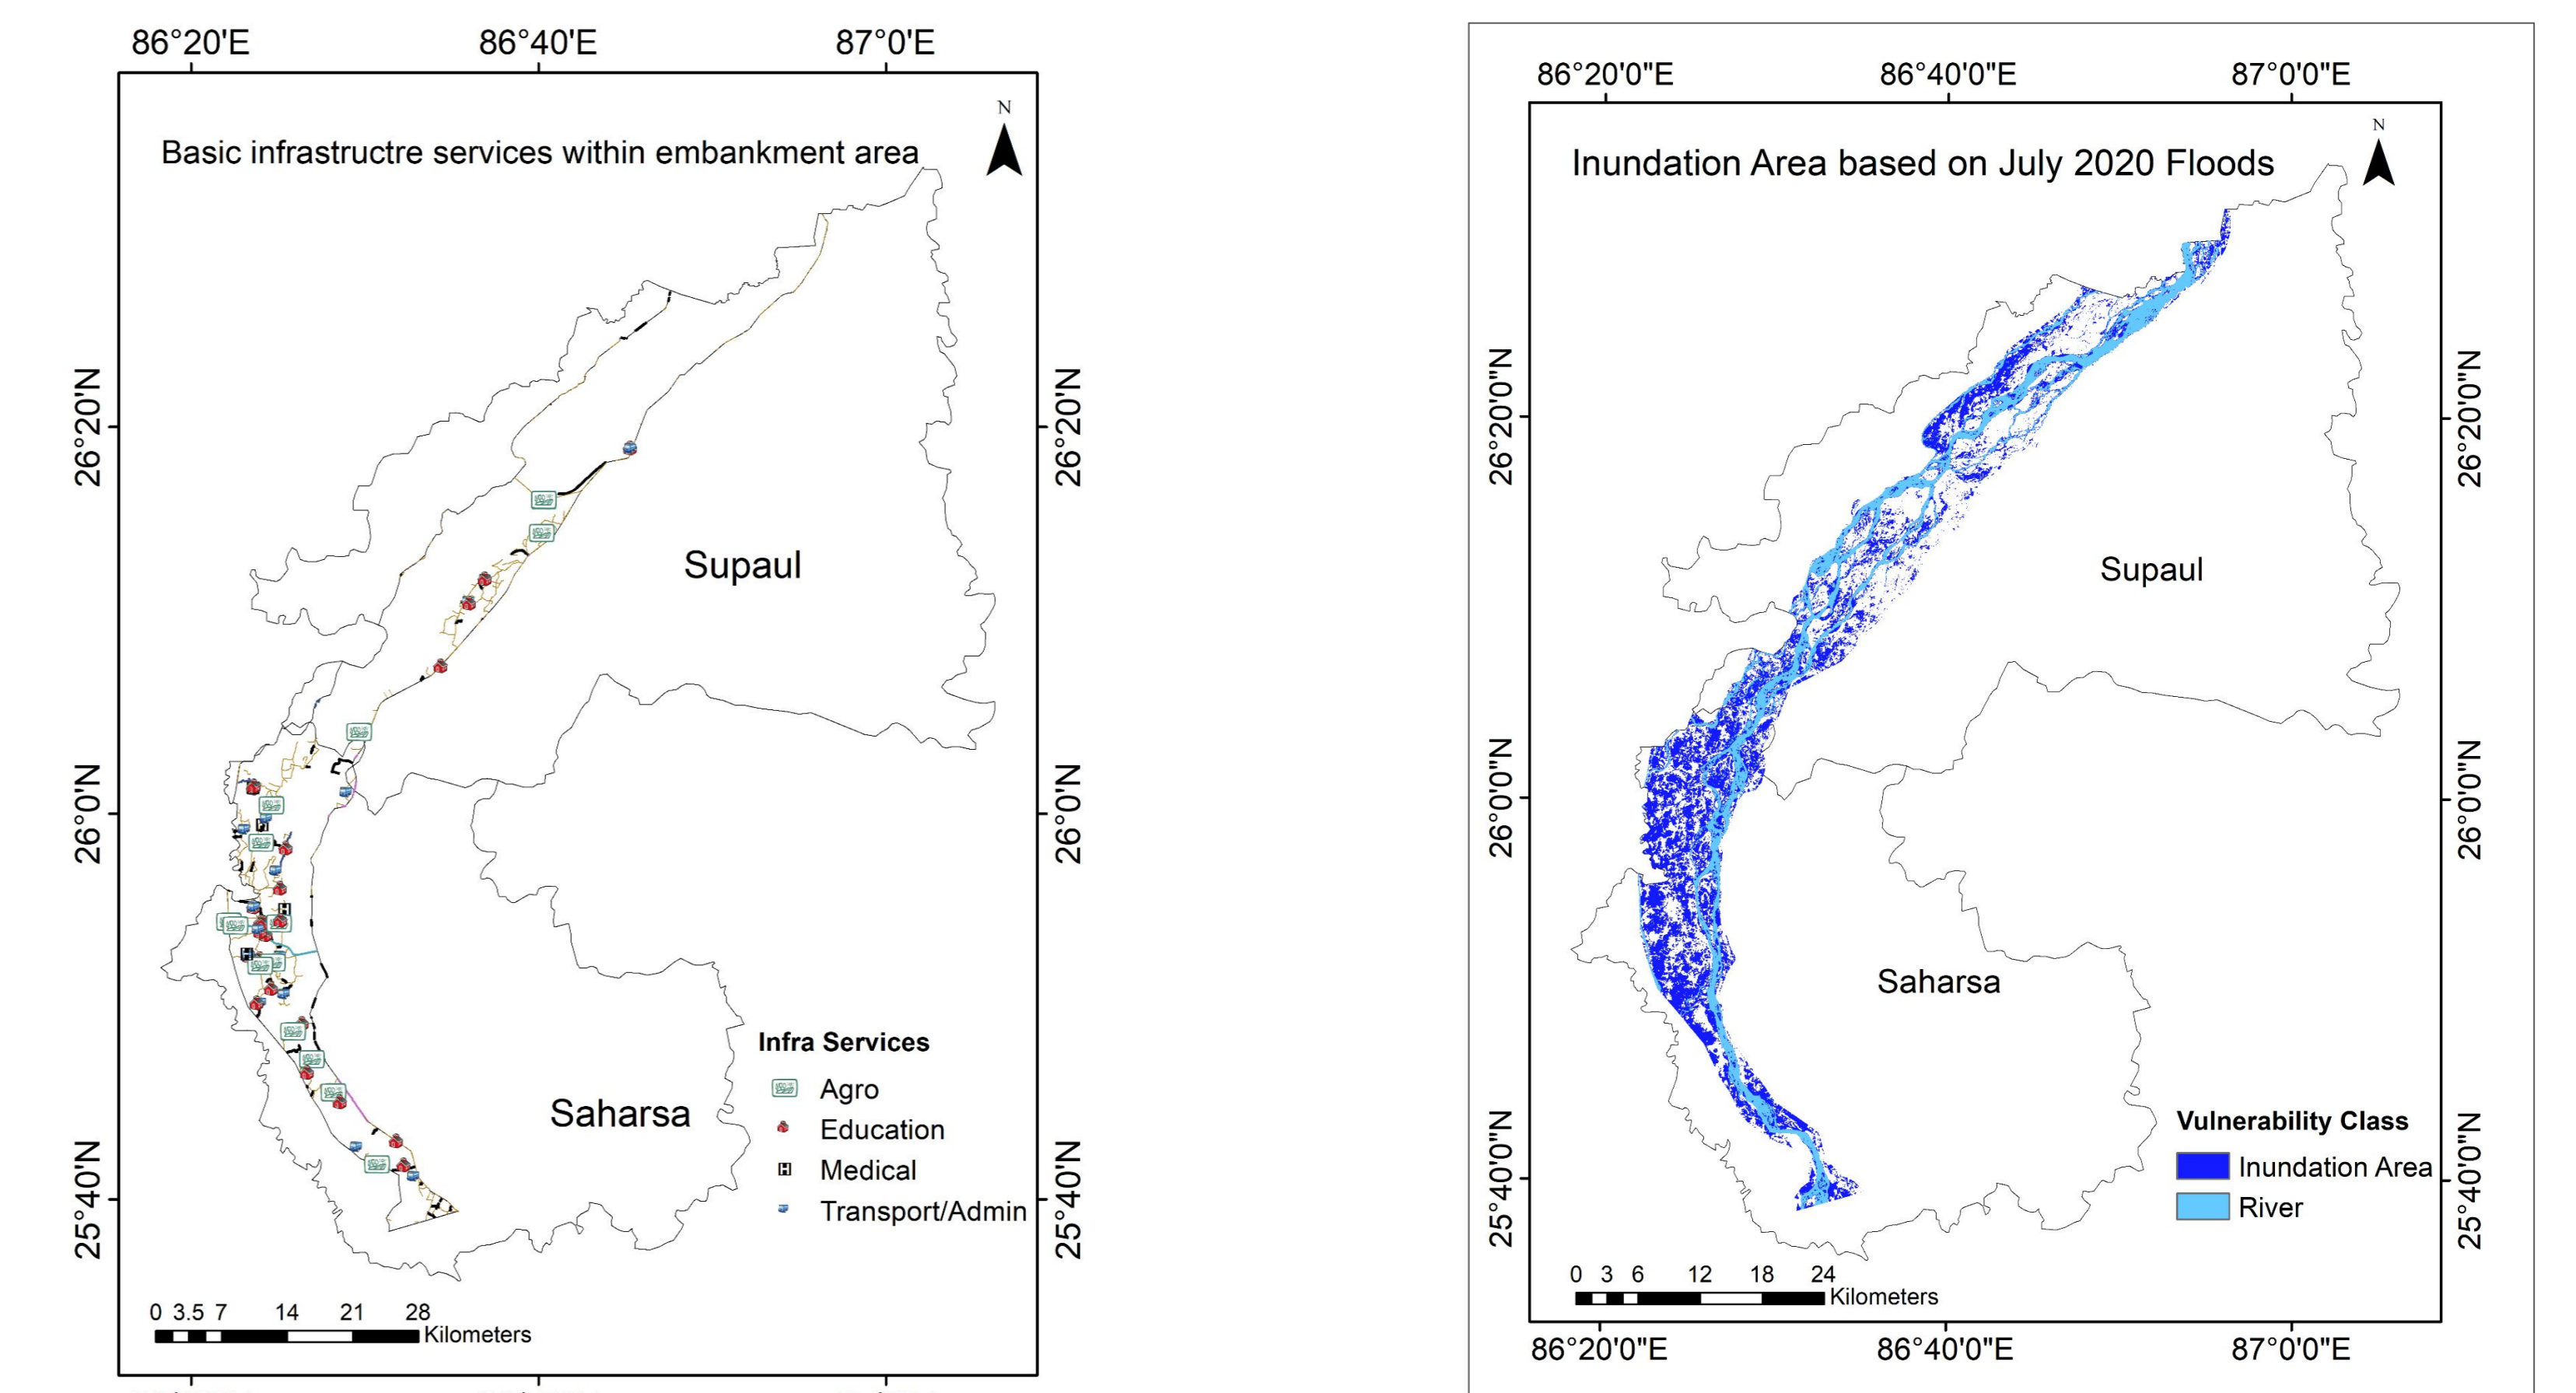 86°20'E 86°40'E 87°0'E
N
Basic infrastructre services within embankment area
26°20'N 26°20'N
Supaul
26°0'N 26°0'N
Infra Services
Agro
Saharsa
Education
Medical
25°40'N 25°40'N
Transport/Admin
0 3.5 7 14 21 28
Kilometers
86°20'0"E 86°40'0"E 87°0'0"E
N
Inundation Area based on July 2020 Floods
26°20'0"N 26°20'0"N
Supaul
26°0'0"N 26°0'0"N
Saharsa
Vulnerability Class
Inundation Area
25°40'0"N 25°40'0"N
River
0 3 6 12 18 24
Kilometers
86°20'0"E 86°40'0"E 87°0'0"E